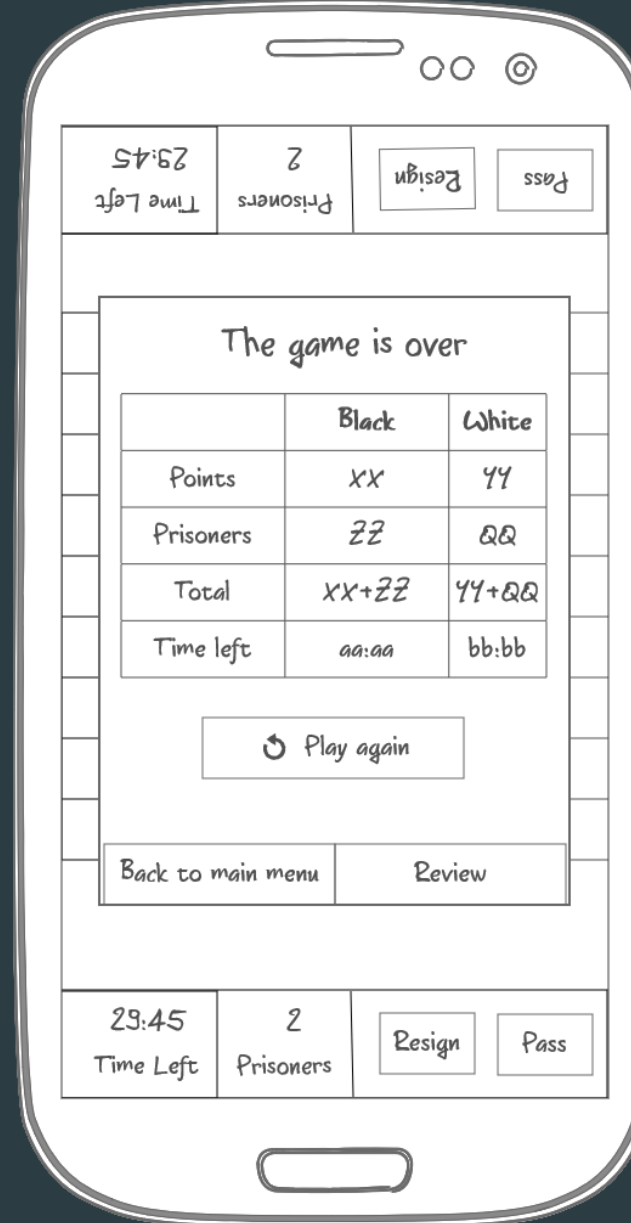 29:45 2 Resign Pass
Time Left Prisoners
The game is over
Black White
Points XX YY
Prisoners ZZ QQ
Total XX+ZZ YY+QQ
Time left aa:aa bb:bb
Play again
Back to main menu Review
29:45 2 Resign Pass
Time Left Prisoners